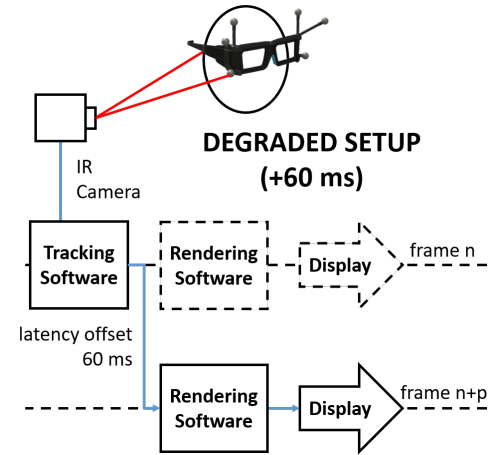 DEGRADED SETUP
(+60 ms)
IR
Camera
Tracking
Software
Rendering
Software
Display
frame n
latency offset
60 ms
Rendering
Software
Display
frame n+p